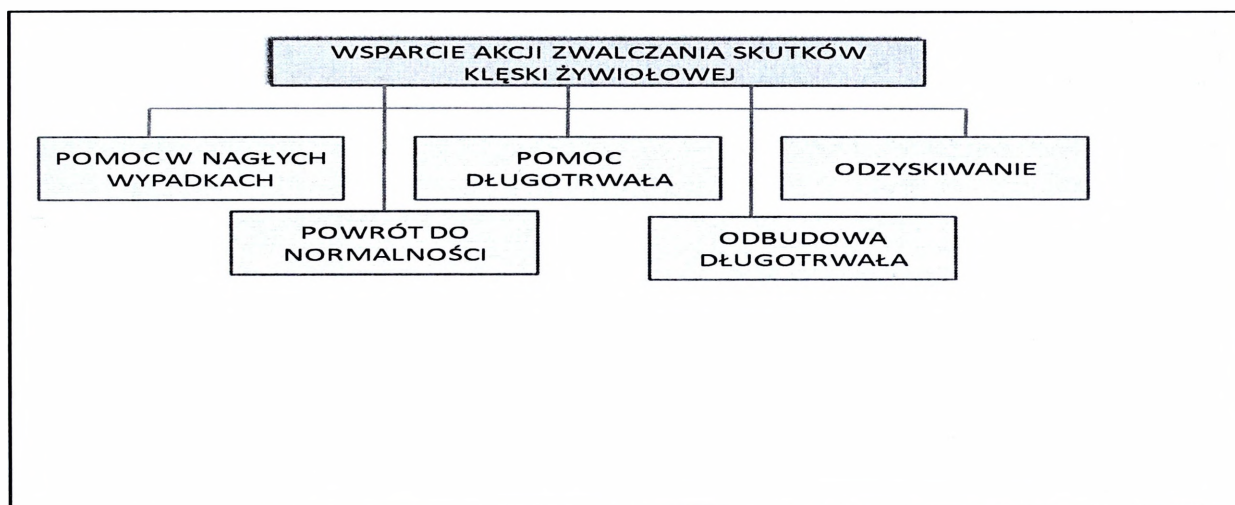 WSPARCIE AKCJI ZWALCZANIA SKUTKÓW
KLĘSKI ŻYWIOŁOWEJ
POMOC W NAGŁYCH
WYPADKACH
POMOC
DŁUGOTRWAŁA
ODZYSKIWANIE
POWRÓT DO
NORMALNOŚCI
ODBUDOWA
DŁUGOTRWAŁA